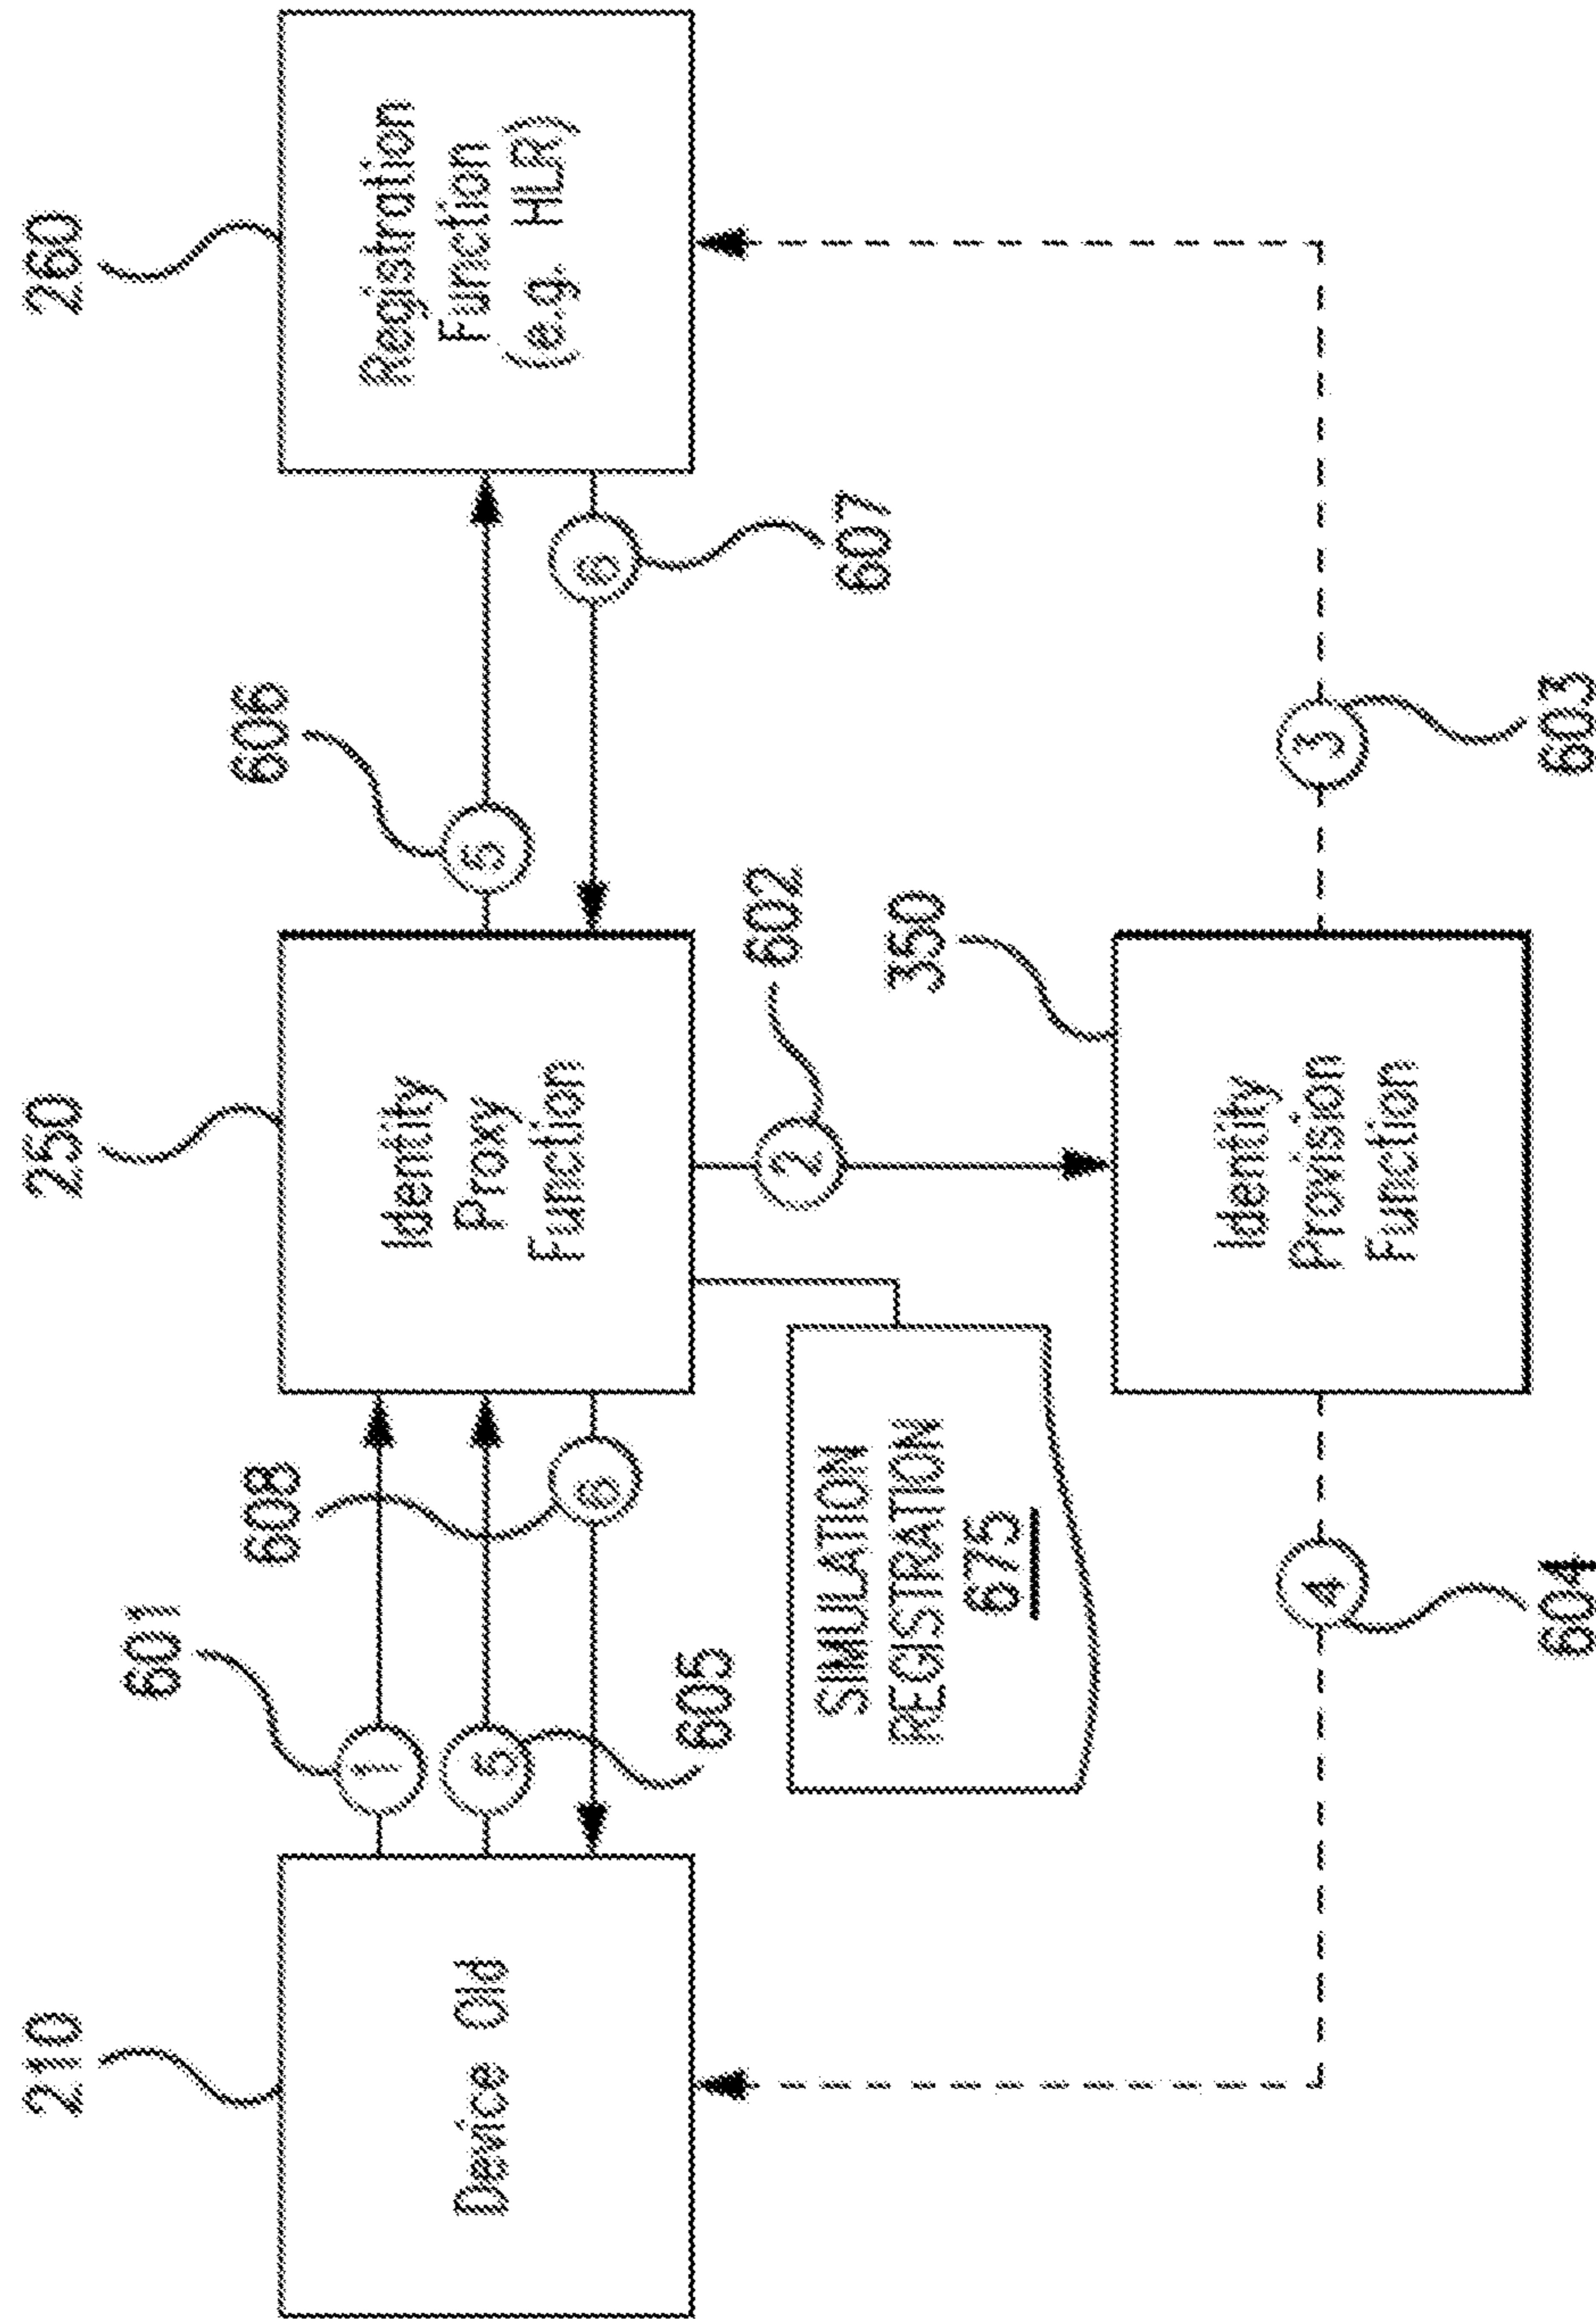 210
250
260
601
608
606
1
Device Old
5
6
Identity
Proxy
Function
5
6
Registration
Function
(e.g. HLR)
605
2
602
607
SIMULATION
REGISTRATION
675
350
Identity
Provision
Function
4
3
604
603